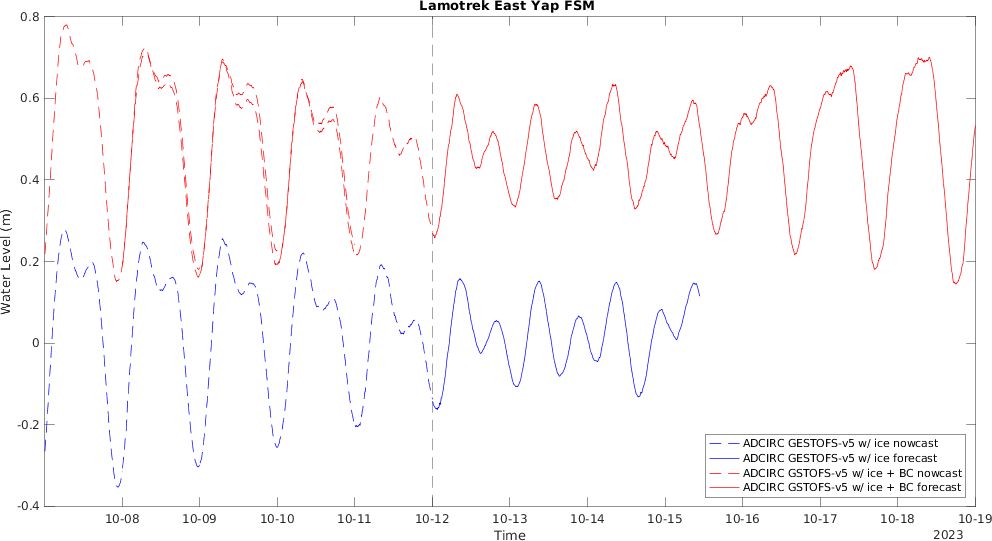 Lamotrek East Yap FSM
0.8
0.6
0.4
0.2
0
-0.2
-0.4
Water Level (m)
ADCIRC GESTOFS-v5 w/ ice nowcast
ADCIRC GESTOFS-v5 w/ ice forecast
ADCIRC GSTOFS-v5 w/ ice + BC nowcast
ADCIRC GSTOFS-v5 w/ ice + BC forecast
10-08 10-09 10-10 10-11 10-12 10-13 10-14 10-15 10-16 10-17 10-18 10-19
Time
2023